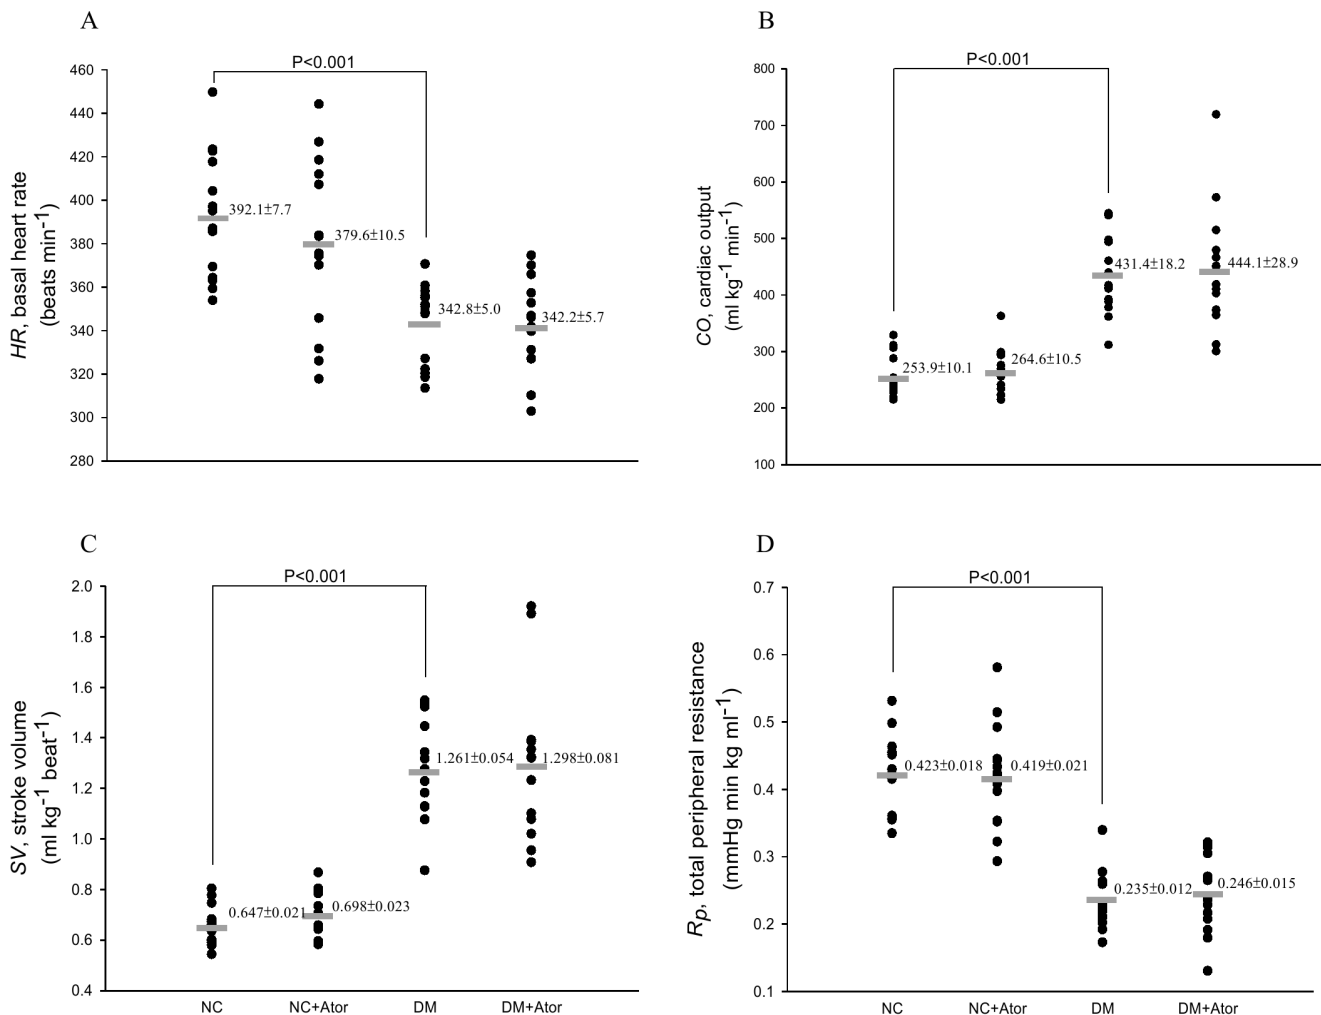 A
P<0.001
HR, basal heart rate
(beats min⁻¹)
460
440
420
400
380
360
340
320
300
280
392.1±7.7
379.6±10.5
342.8±5.0
342.2±5.7
B
P<0.001
CO, cardiac output
(ml kg⁻¹ min⁻¹)
800
700
600
500
400
300
200
100
253.9±10.1
264.6±10.5
431.4±18.2
444.1±28.9
C
P<0.001
SV, stroke volume
(ml kg⁻¹ beat⁻¹)
2.0
1.8
1.6
1.4
1.2
1.0
0.8
0.6
0.4
0.647±0.021
0.698±0.023
1.261±0.054
1.298±0.081
NC
NC+Ator
DM
DM+Ator
D
P<0.001
Rp, total peripheral resistance
(mmHg min kg ml⁻¹)
0.7
0.6
0.5
0.4
0.3
0.2
0.1
0.423±0.018
0.419±0.021
0.235±0.012
0.246±0.015
NC
NC+Ator
DM
DM+Ator